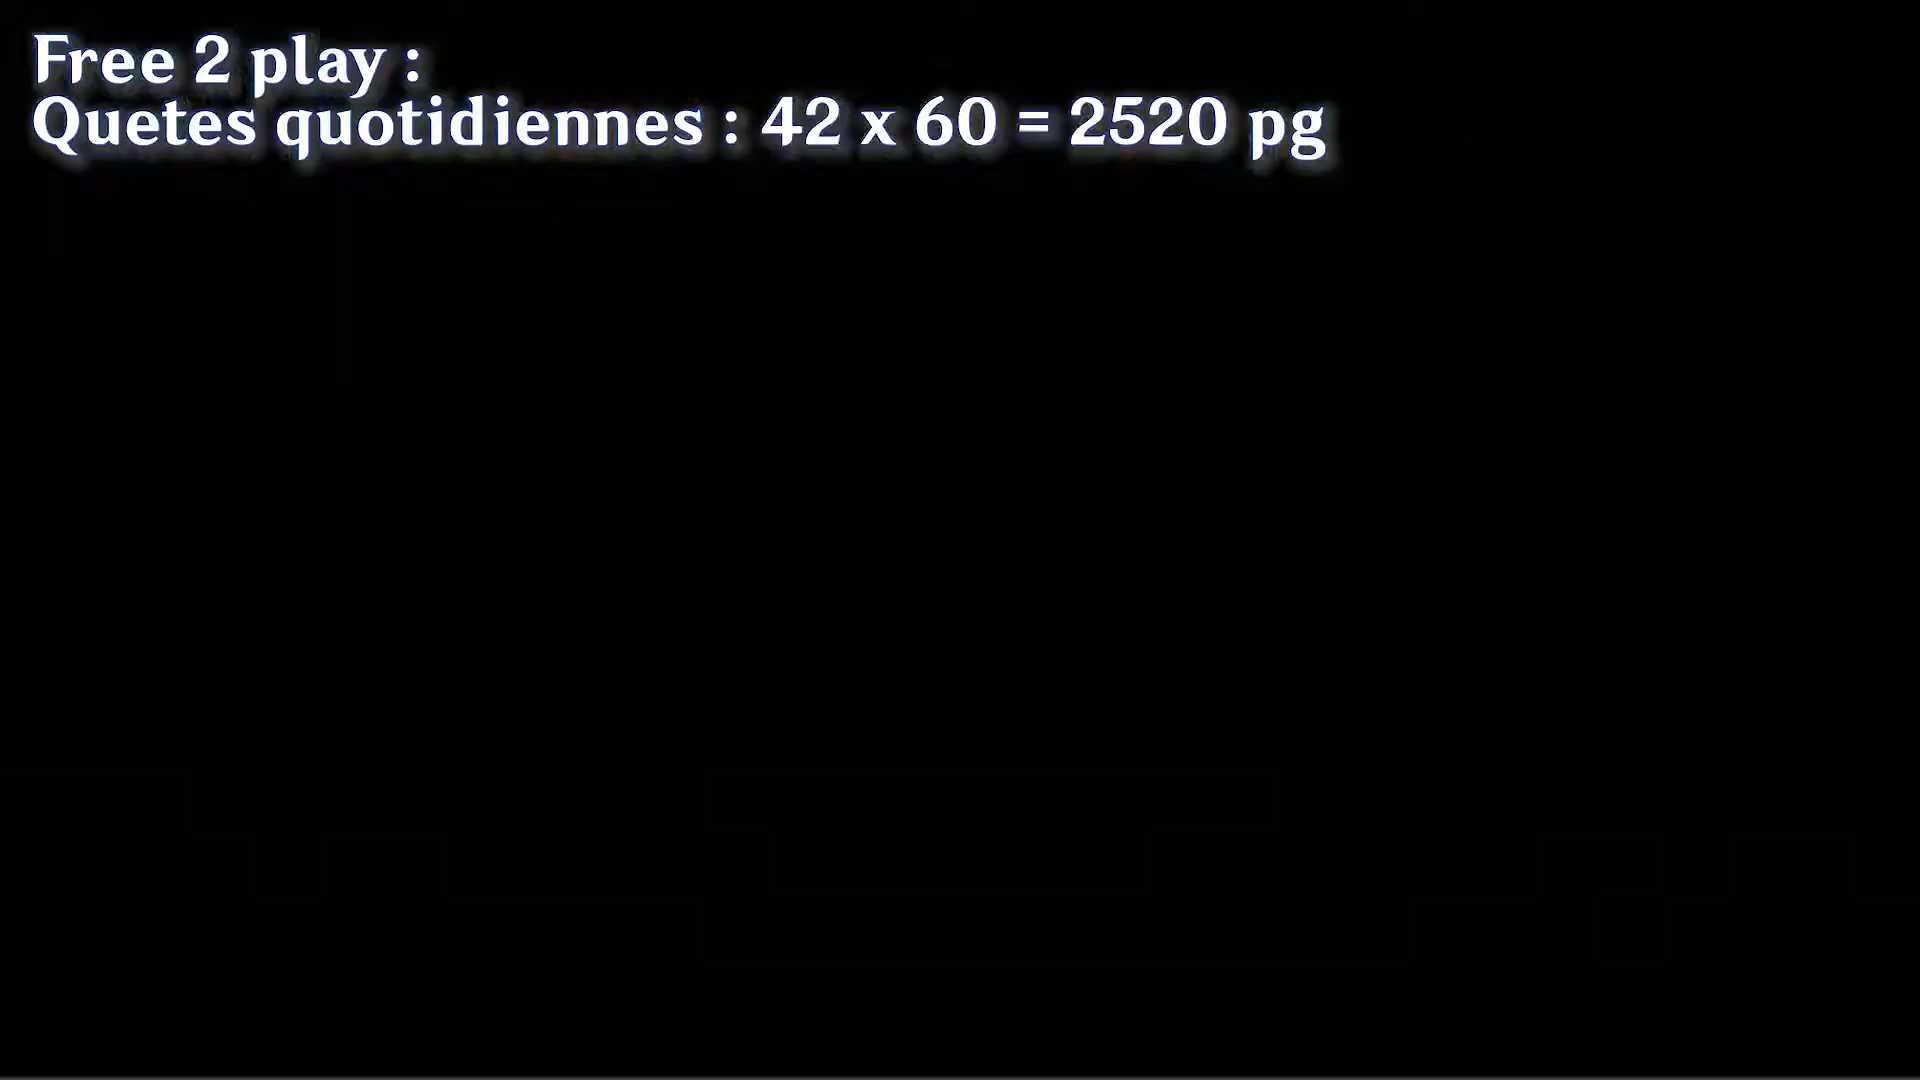 Free 2 play :
Quetes quotidiennes : 42 x 60 = 2520 pg